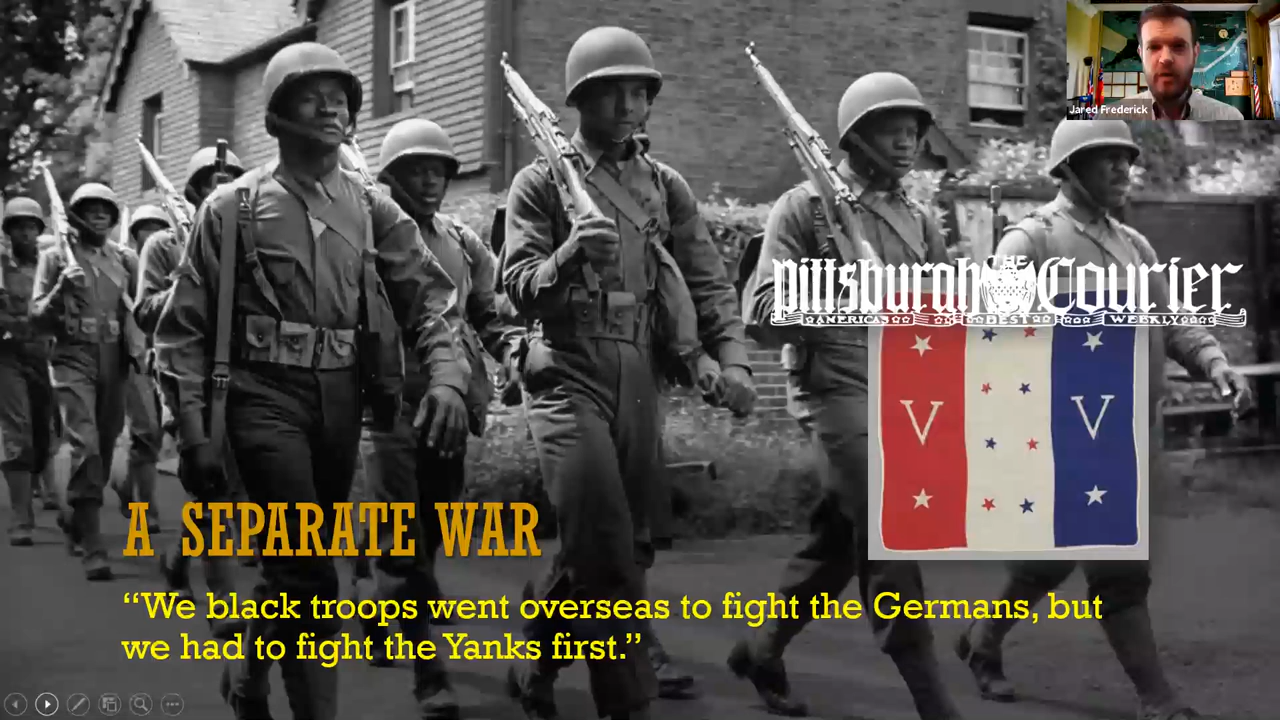 Jared Frederick
THE
Pittsburgh Courier
AMERICA'S BEST WEEKLY
V V
A SEPARATE WAR
“We black troops went overseas to fight the Germans, but
we had to fight the Yanks first.”